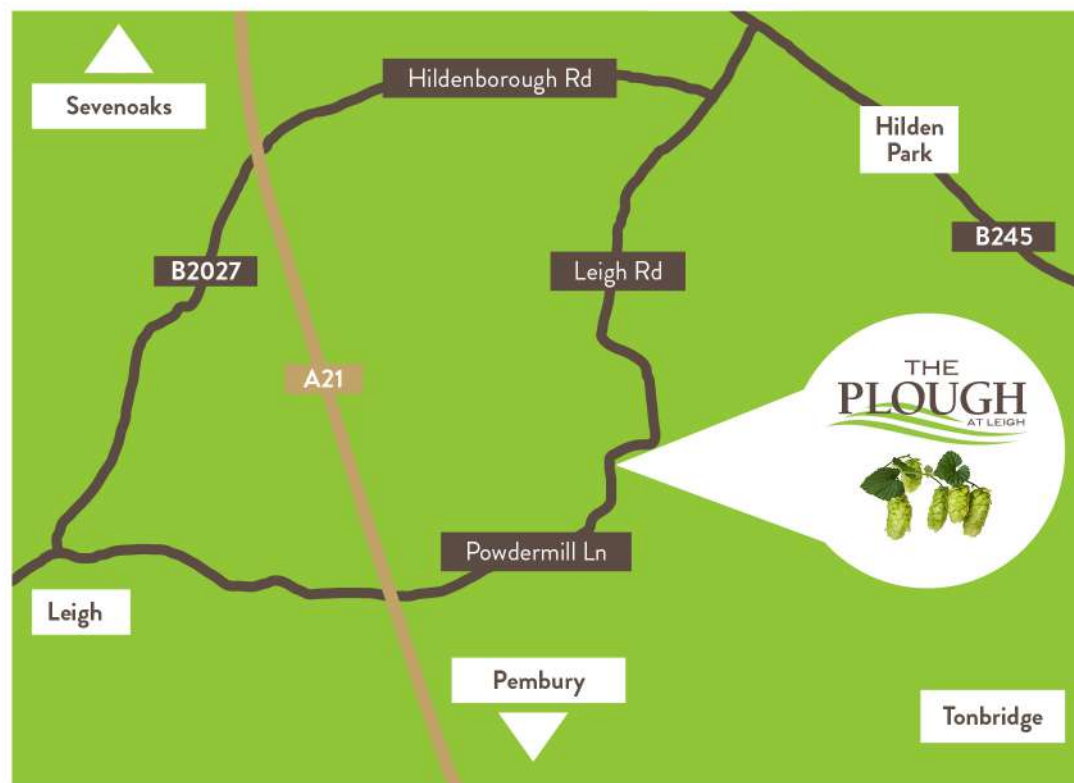 Sevenoaks
Hildenborough Rd
Hilden
Park
B245
B2027
Leigh Rd
A21
THE
PLOUGH
AT LEIGH
Powdermill Ln
Leigh
Pembury
Tonbridge